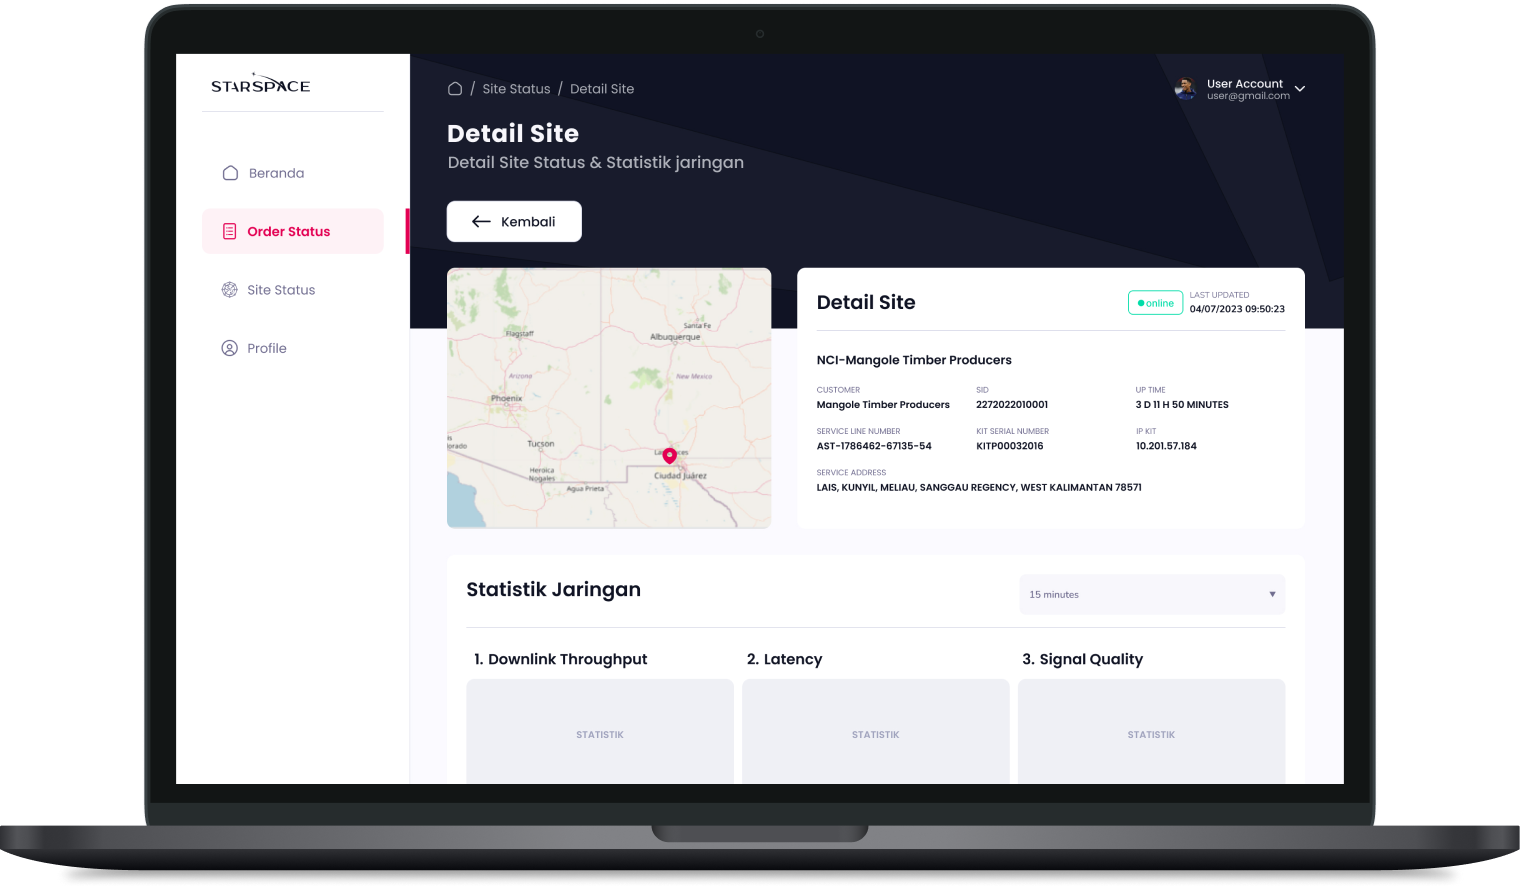 STARSPACE
Beranda
Order Status
Site Status
Profile
/ Site Status / Detail Site
User Account
user@gmail.com
Detail Site
Detail Site Status & Statistik jaringan
Kembali
Santa Fe
Flagstaff
Albuquerque
Arizona
New Mexico
Phoenix
Tucson
Ciudad Juárez
Heroica
Nogales
Agua Prieta
Detail Site
online
LAST UPDATED
04/07/2023 09:50:23
NCI-Mangole Timber Producers
CUSTOMER
Mangole Timber Producers
SID
2272022010001
UP TIME
3 D 11 H 50 MINUTES
SERVICE LINE NUMBER
AST-1786462-67135-54
KIT SERIAL NUMBER
KITP00032016
IP KIT
10.201.57.184
SERVICE ADDRESS
LAIS, KUNYIL, MELIAU, SANGGAU REGENCY, WEST KALIMANTAN 78571
Statistik Jaringan
15 minutes
1. Downlink Throughput
2. Latency
3. Signal Quality
STATISTIK
STATISTIK
STATISTIK